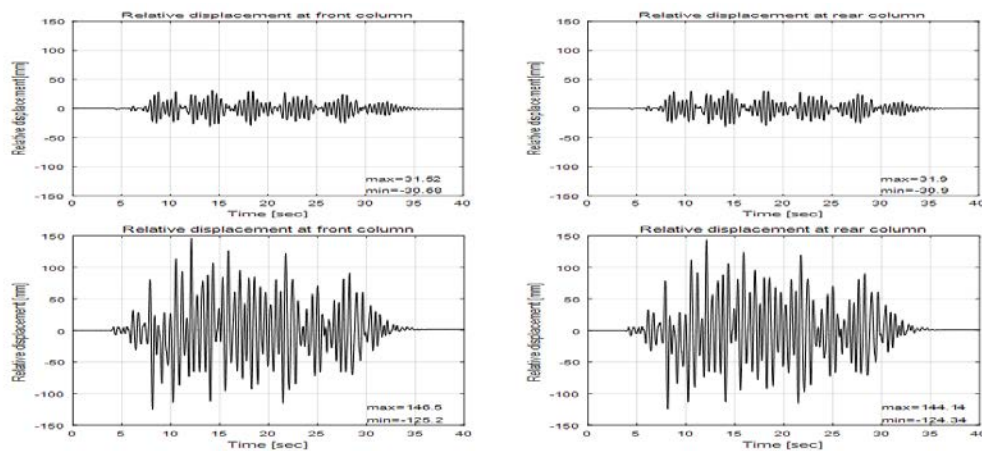 Relative displacement at front column
Relative displacement [mm]
150
100
50
0
-50
-100
-150
max=31.52
min=-30.68
0 5 10 15 20 25 30 35 40
Time [sec]
Relative displacement at rear column
Relative displacement [mm]
150
100
50
0
-50
-100
-150
max=31.9
min=-30.9
0 5 10 15 20 25 30 35 40
Time [sec]
Relative displacement at front column
Relative displacement [mm]
150
100
50
0
-50
-100
-150
max=146.5
min=-125.2
0 5 10 15 20 25 30 35 40
Time [sec]
Relative displacement at rear column
Relative displacement [mm]
150
100
50
0
-50
-100
-150
max=144.14
min=-124.34
0 5 10 15 20 25 30 35 40
Time [sec]